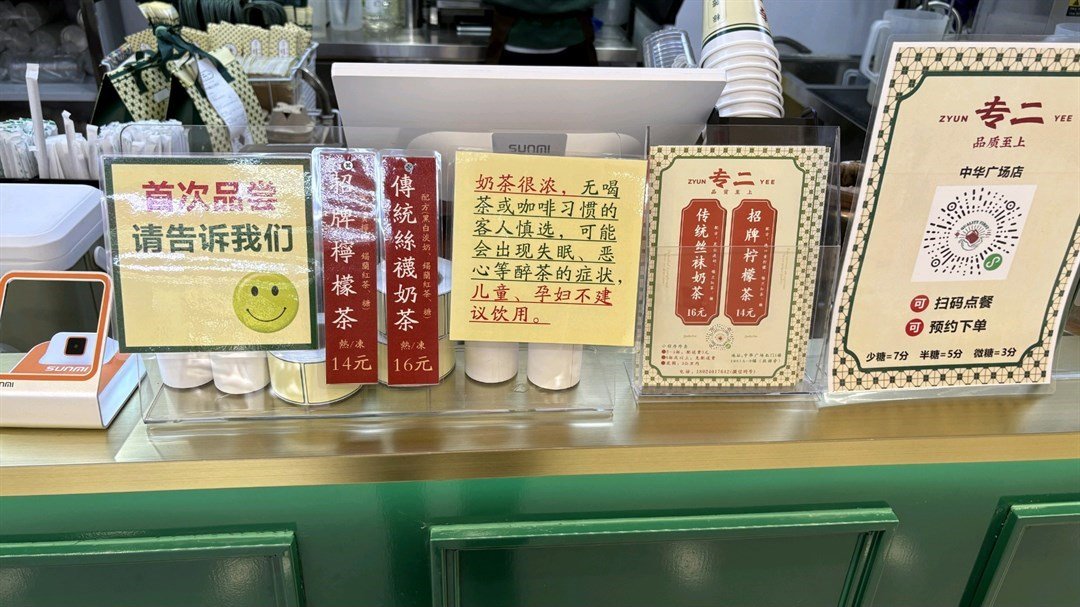 首次品尝
请告诉我们
招牌檸檬茶
熱/凍
14元
傳統絲襪奶茶
配方黑白淡奶、錫蘭紅茶、糖
熱/凍
16元
SUNMI
奶茶很浓，无喝
茶或咖啡习惯的
客人慎选，可能
会出现失眠、恶
心等醉茶的症状，
儿童、孕妇不建
议饮用。
ZYUN 专二 YEE
品质至上
传统丝袜奶茶
16元
招牌柠檬茶
14元
ZYUN 专二 YEE
品质至上
中华广场店
可 扫码点餐
可 预约下单
少糖=7分 半糖=5分 微糖=3分
SUNMI
SUNMI